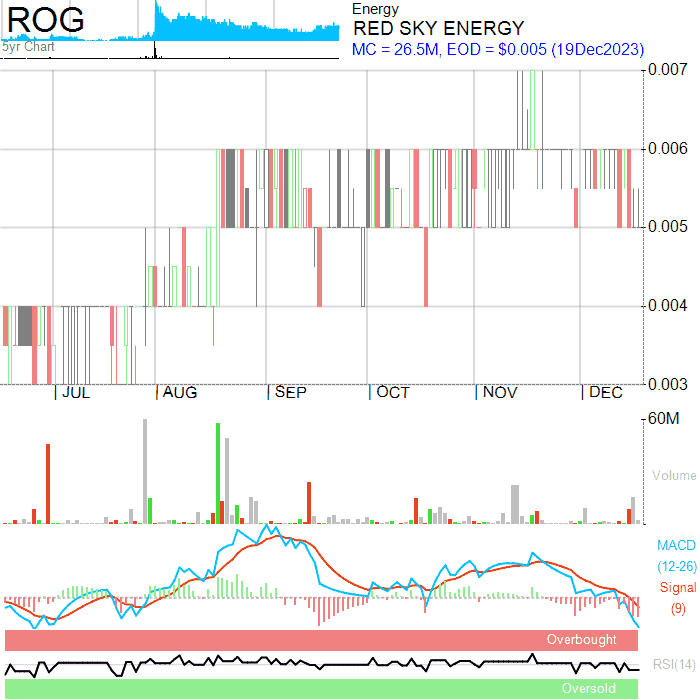 ROG
5yr Chart
Energy
RED SKY ENERGY
MC = 26.5M, EOD = $0.005 (19Dec2023)
0.007
0.006
0.005
0.004
0.003
JUL AUG SEP OCT NOV DEC
60M
Volume
MACD
(12-26)
Signal
(9)
Overbought
RSI(14)
Oversold